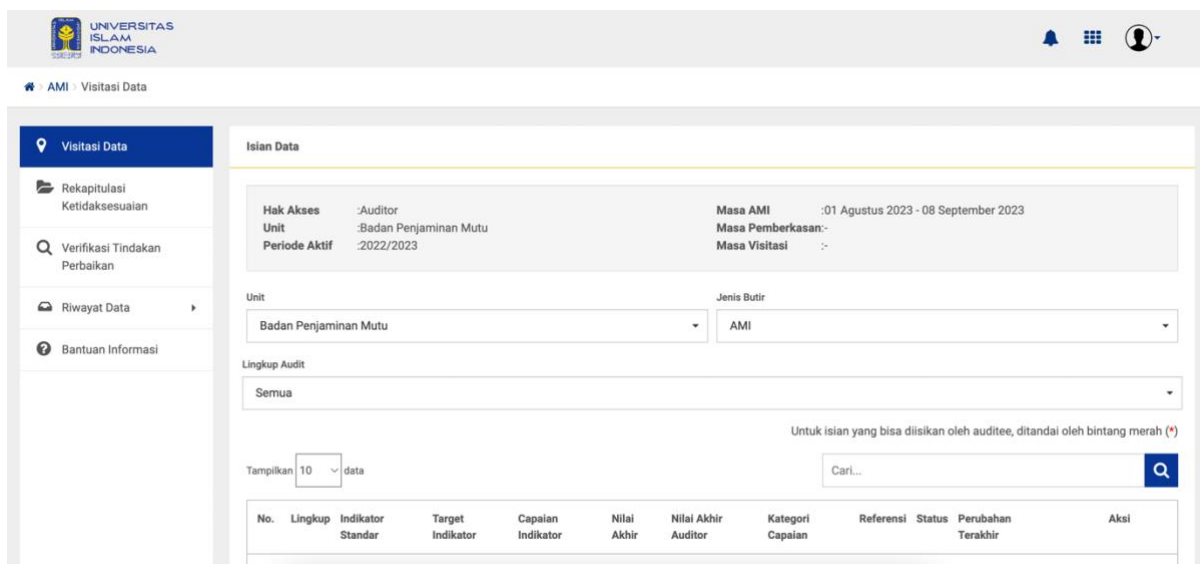 UNIVERSITAS
ISLAM
INDONESIA
AMI > Visitasi Data
Visitasi Data
Rekapitulasi
Ketidaksesuaian
Verifikasi Tindakan
Perbaikan
Riwayat Data
Bantuan Informasi
Isian Data
Hak Akses :Auditor
Unit :Badan Penjaminan Mutu
Periode Aktif :2022/2023
Masa AMI :01 Agustus 2023 - 08 September 2023
Masa Pemberkasan:-
Masa Visitasi :-
Unit
Badan Penjaminan Mutu
Jenis Butir
AMI
Lingkup Audit
Semua
Untuk isian yang bisa diisikan oleh auditee, ditandai oleh bintang merah (*)
Tampilkan 10 data
Cari...
No. Lingkup Indikator Target Capaian Nilai Nilai Akhir Kategori Referensi Status Perubahan Aksi
Standar Indikator Indikator Akhir Auditor Capaian Terakhir